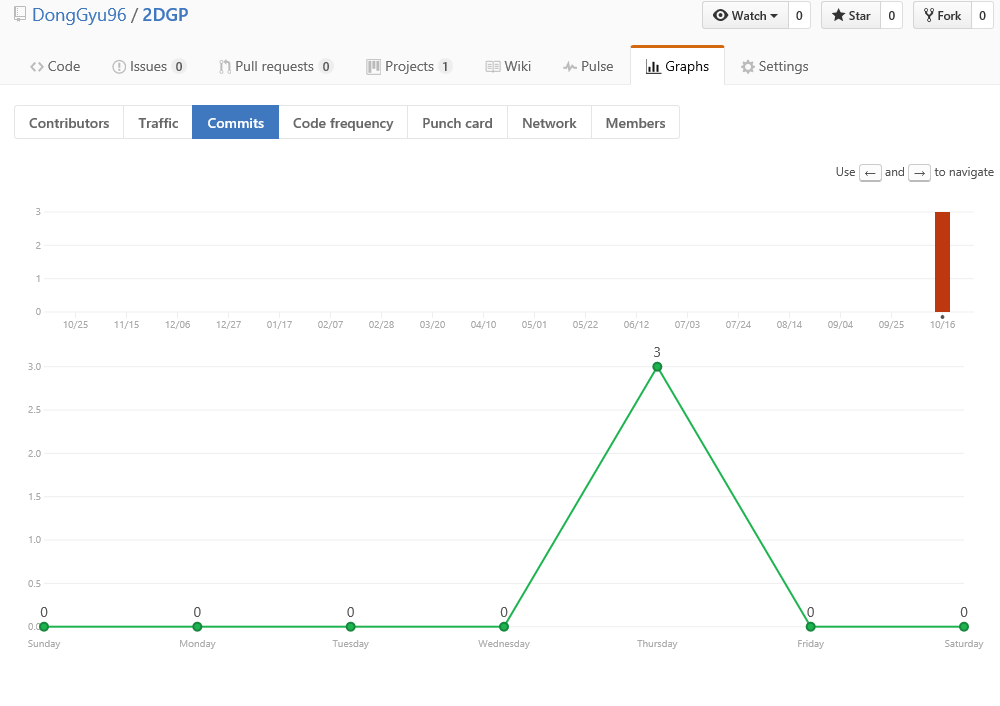 DongGyu96 / 2DGP
Watch 0 Star 0 Fork 0
Code Issues 0 Pull requests 0 Projects 1 Wiki Pulse Graphs Settings
Contributors Traffic Commits Code frequency Punch card Network Members
Use ← and → to navigate
3
2
1
0
10/25 11/15 12/06 12/27 01/17 02/07 02/28 03/20 04/10 05/01 05/22 06/12 07/03 07/24 08/14 09/04 09/25 10/16
3
3.0
2.5
2.0
1.5
1.0
0.5
0 0 0 0 0 0
0.0
Sunday Monday Tuesday Wednesday Thursday Friday Saturday